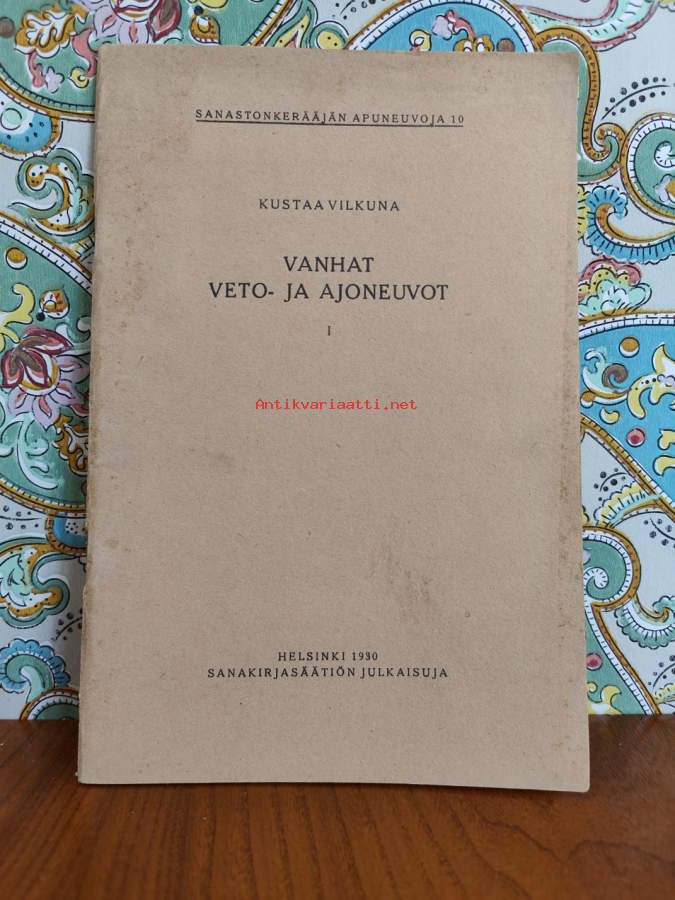 SANASTONKERÄÄJÄN APUNEUVOJA 10
KUSTAA VILKUNA
VANHAT
VETO- JA AJONEUVOT
I
Antikvariaatti.net
HELSINKI 1930
SANAKIRJASÄÄTIÖN JULKAISUJA